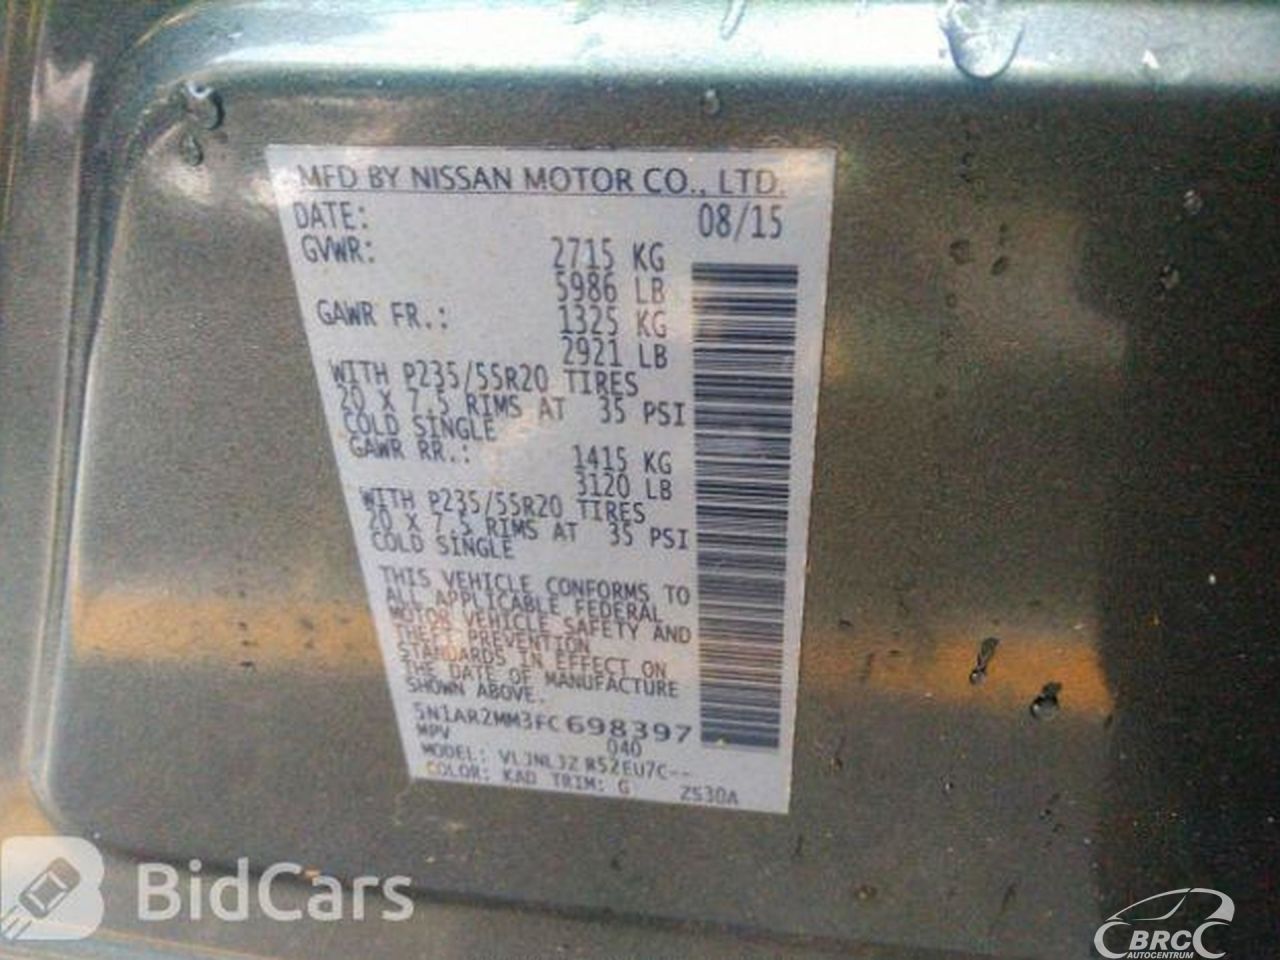 MFD BY NISSAN MOTOR CO., LTD.
DATE: 08/15
GVWR: 2715 KG
5986 LB
GAWR FR.: 1325 KG
2921 LB
WITH P235/55R20 TIRES
20 X 7.5 RIMS AT 35 PSI
COLD SINGLE
GAWR RR.: 1415 KG
3120 LB
WITH P235/55R20 TIRES
20 X 7.5 RIMS AT 35 PSI
COLD SINGLE
THIS VEHICLE CONFORMS TO
ALL APPLICABLE FEDERAL
MOTOR VEHICLE SAFETY AND
THEFT PREVENTION
STANDARDS IN EFFECT ON
THE DATE OF MANUFACTURE
SHOWN ABOVE.
5N1AR2MM3FC698397
MPV 040
MODEL:
COLOR: KAD TRIM: G
BidCars
BRC
AUTOCENTRUM